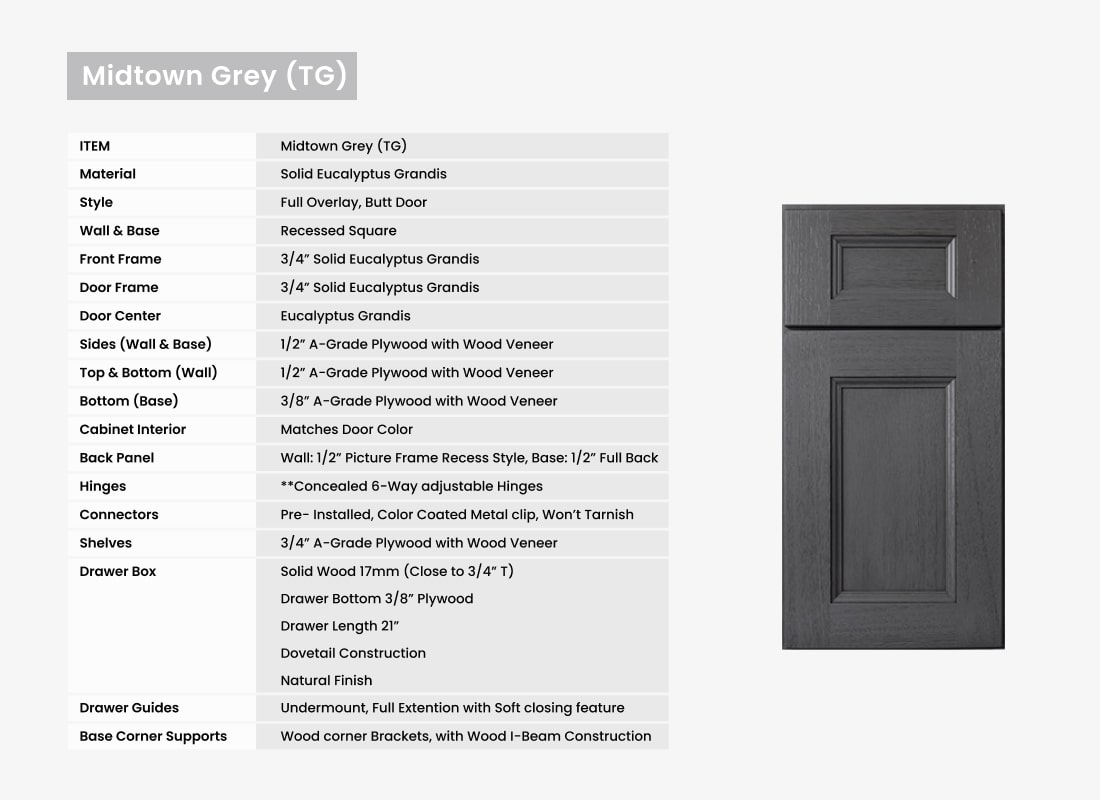 Midtown Grey (TG)
ITEM Midtown Grey (TG)
Material Solid Eucalyptus Grandis
Style Full Overlay, Butt Door
Wall & Base Recessed Square
Front Frame 3/4” Solid Eucalyptus Grandis
Door Frame 3/4” Solid Eucalyptus Grandis
Door Center Eucalyptus Grandis
Sides (Wall & Base) 1/2” A-Grade Plywood with Wood Veneer
Top & Bottom (Wall) 1/2” A-Grade Plywood with Wood Veneer
Bottom (Base) 3/8” A-Grade Plywood with Wood Veneer
Cabinet Interior Matches Door Color
Back Panel Wall: 1/2” Picture Frame Recess Style, Base: 1/2” Full Back
Hinges **Concealed 6-Way adjustable Hinges
Connectors Pre- Installed, Color Coated Metal clip, Won’t Tarnish
Shelves 3/4” A-Grade Plywood with Wood Veneer
Drawer Box Solid Wood 17mm (Close to 3/4” T)
Drawer Bottom 3/8” Plywood
Drawer Length 21”
Dovetail Construction
Natural Finish
Drawer Guides Undermount, Full Extention with Soft closing feature
Base Corner Supports Wood corner Brackets, with Wood I-Beam Construction